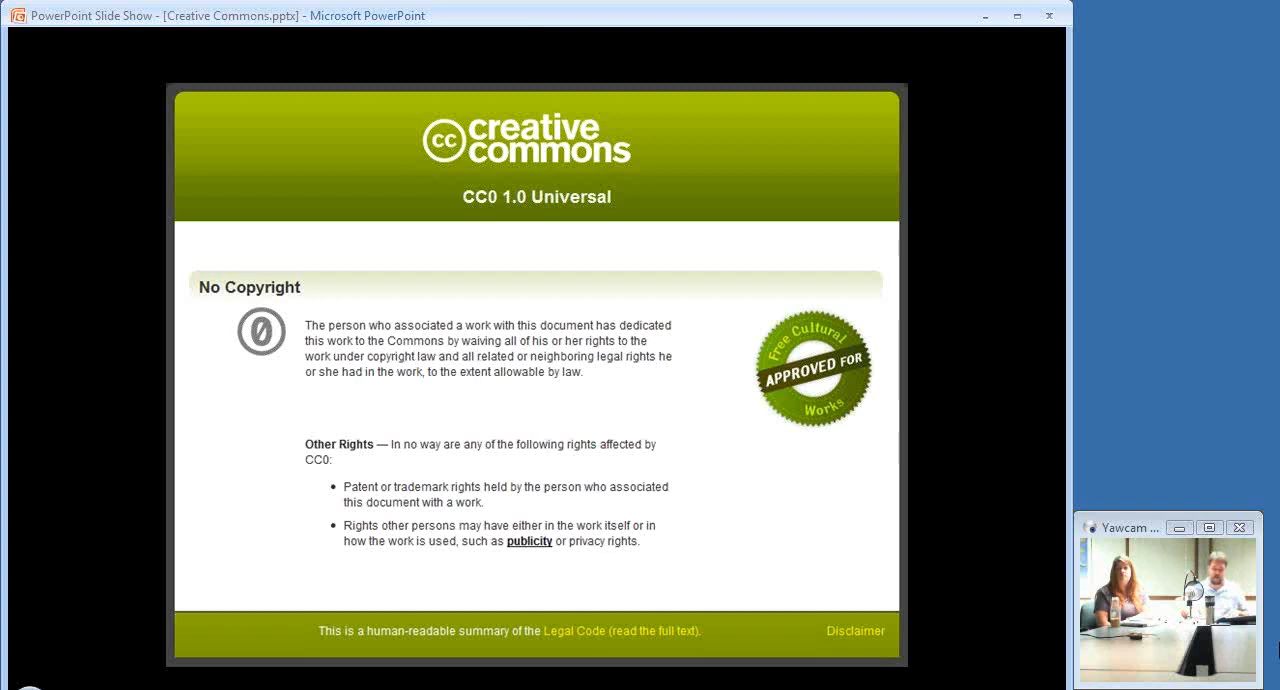 PowerPoint Slide Show - [Creative Commons.pptx] - Microsoft PowerPoint
cc creative
commons
CC0 1.0 Universal
No Copyright
0
The person who associated a work with this document has dedicated
this work to the Commons by waiving all of his or her rights to the
work under copyright law and all related or neighboring legal rights he
or she had in the work, to the extent allowable by law.
Free Cultural
APPROVED FOR
Works
Other Rights — In no way are any of the following rights affected by
CC0:
• Patent or trademark rights held by the person who associated
this document with a work.
• Rights other persons may have either in the work itself or in
how the work is used, such as publicity or privacy rights.
This is a human-readable summary of the Legal Code (read the full text).
Disclaimer
Yawcam ...